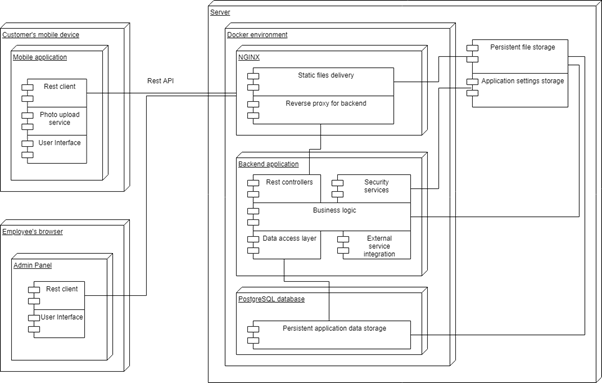 Server
Customer's mobile device
Docker environment
Mobile application
NGINX
Persistent file storage
Rest client
Rest API
Static files delivery
Application settings storage
Photo upload
service
Reverse proxy for backend
User Interface
Backend application
Rest controllers
Security
services
Business logic
Employee's browser
Data access layer
External
service
integration
Admin Panel
Rest client
PostgreSQL database
User Interface
Persistent application data storage